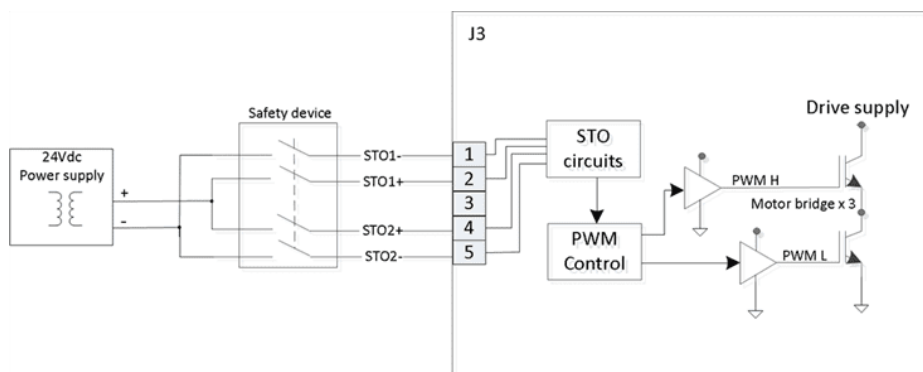 J3
Drive supply
Safety device
24Vdc
Power supply
+
-
STO1-
STO1+
STO2+
STO2-
1
2
3
4
5
STO
circuits
PWM
Control
PWM H
Motor bridge x 3
PWM L